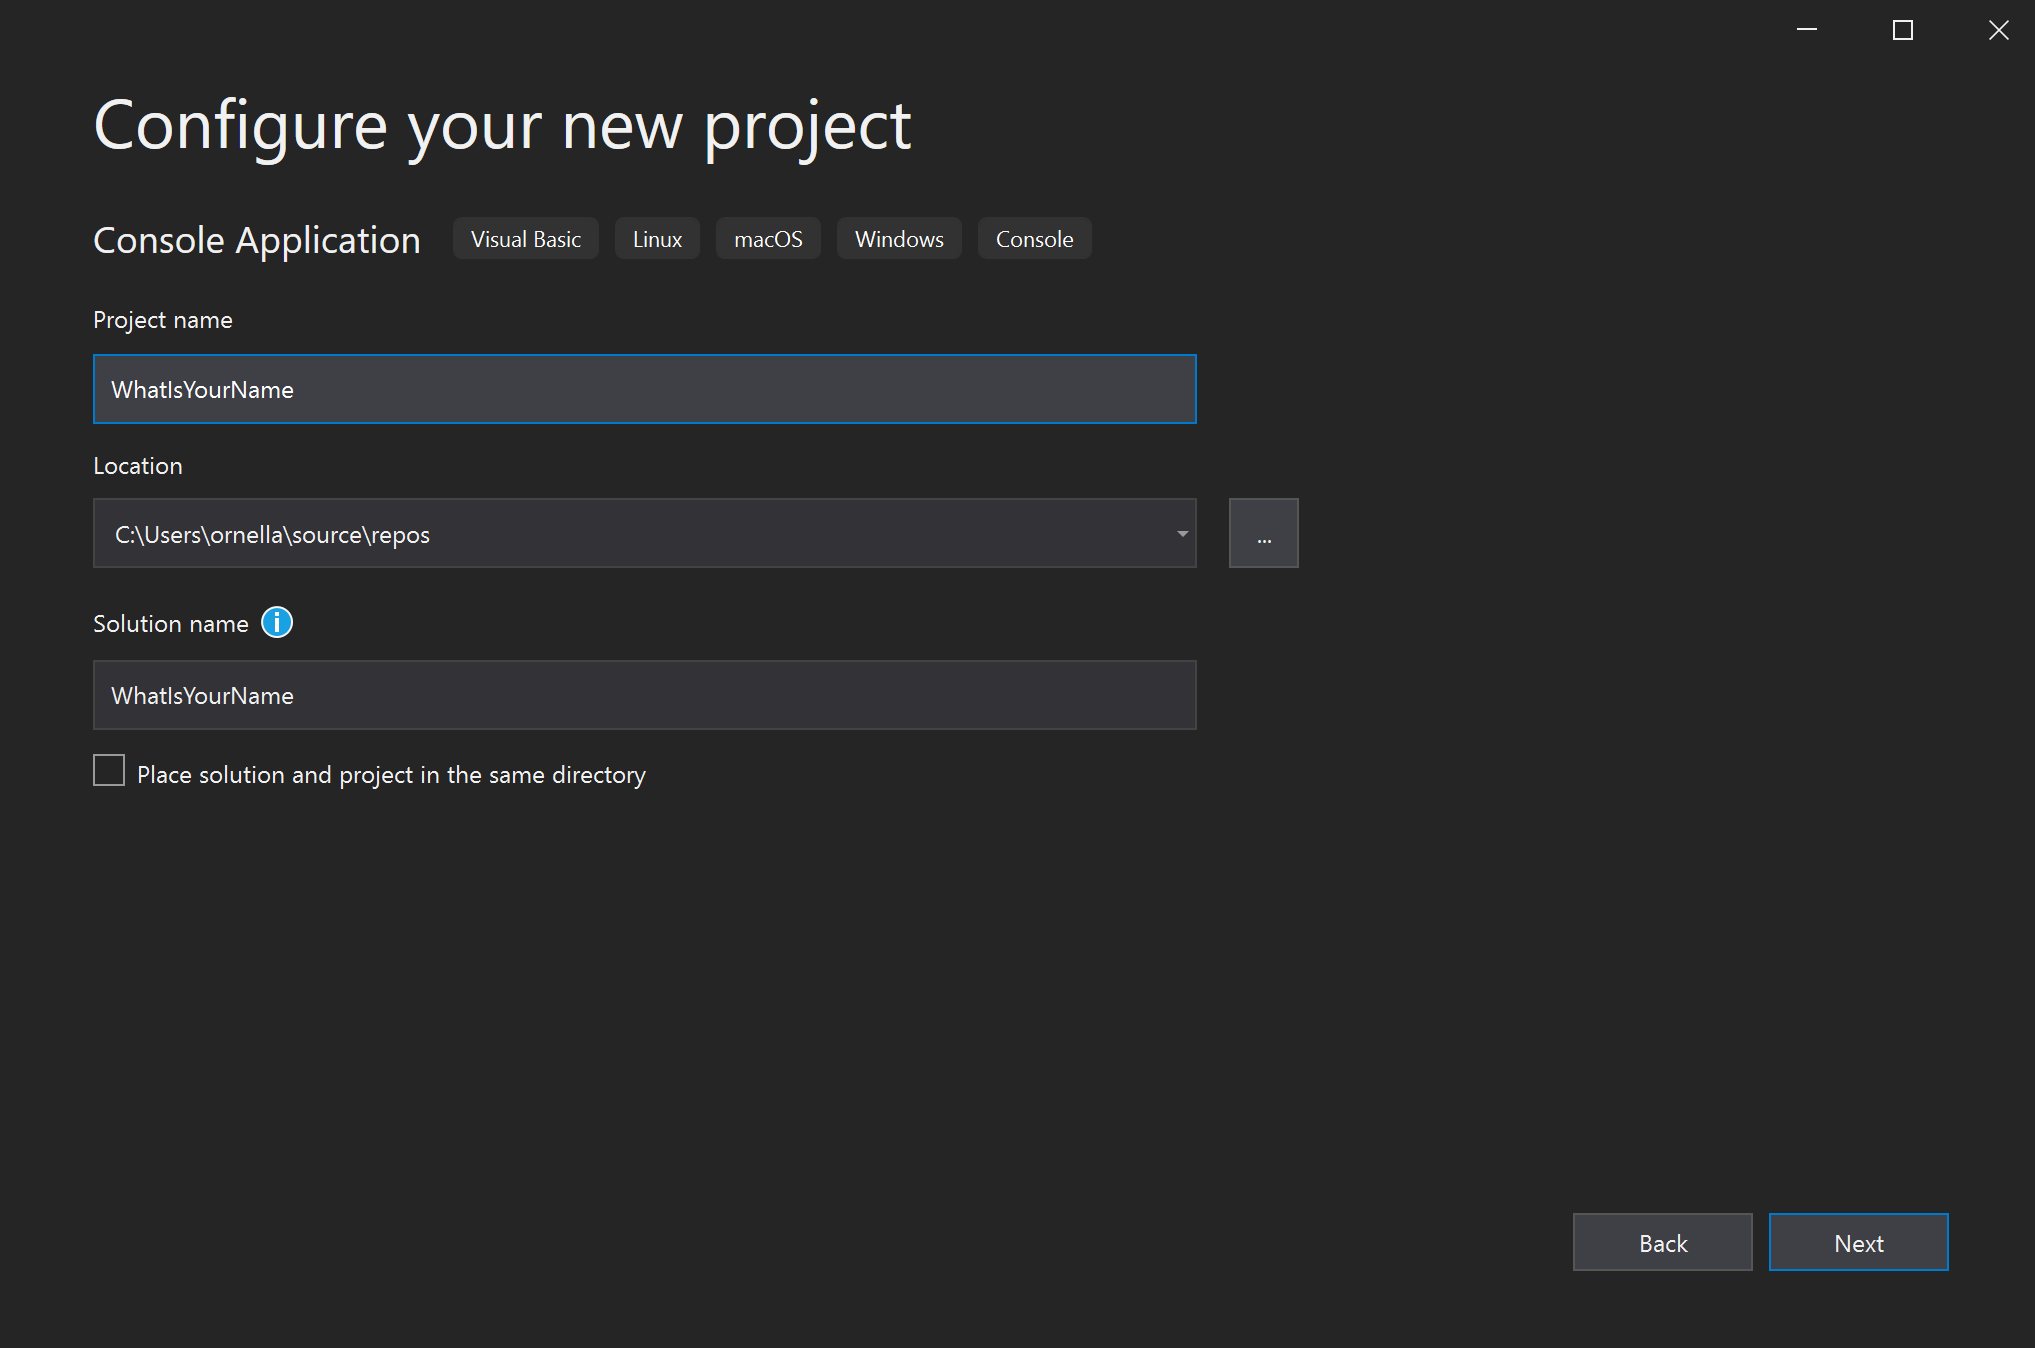 Configure your new project
Console Application Visual Basic Linux macOS Windows Console
Project name
WhatIsYourName
Location
C:\Users\ornella\source\repos
...
Solution name
WhatIsYourName
Place solution and project in the same directory
Back Next